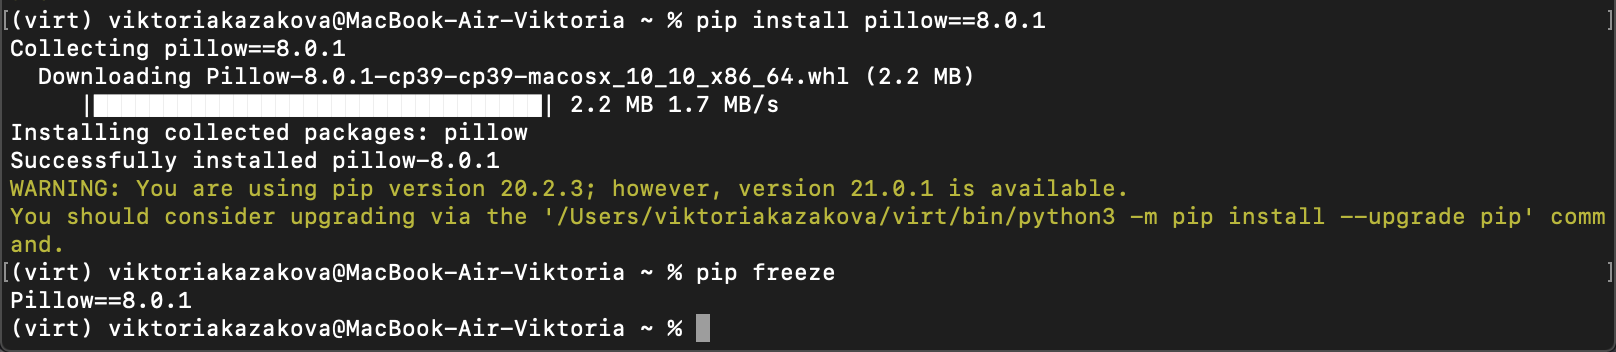 [(virt) viktoriakazakova@MacBook-Air-Viktoria ~ % pip install pillow==8.0.1 ]
Collecting pillow==8.0.1
  Downloading Pillow-8.0.1-cp39-cp39-macosx_10_10_x86_64.whl (2.2 MB)
     |████████████████████████████████| 2.2 MB 1.7 MB/s
Installing collected packages: pillow
Successfully installed pillow-8.0.1
WARNING: You are using pip version 20.2.3; however, version 21.0.1 is available.
You should consider upgrading via the '/Users/viktoriakazakova/virt/bin/python3 -m pip install --upgrade pip' comm
and.
[(virt) viktoriakazakova@MacBook-Air-Viktoria ~ % pip freeze ]
Pillow==8.0.1
(virt) viktoriakazakova@MacBook-Air-Viktoria ~ %